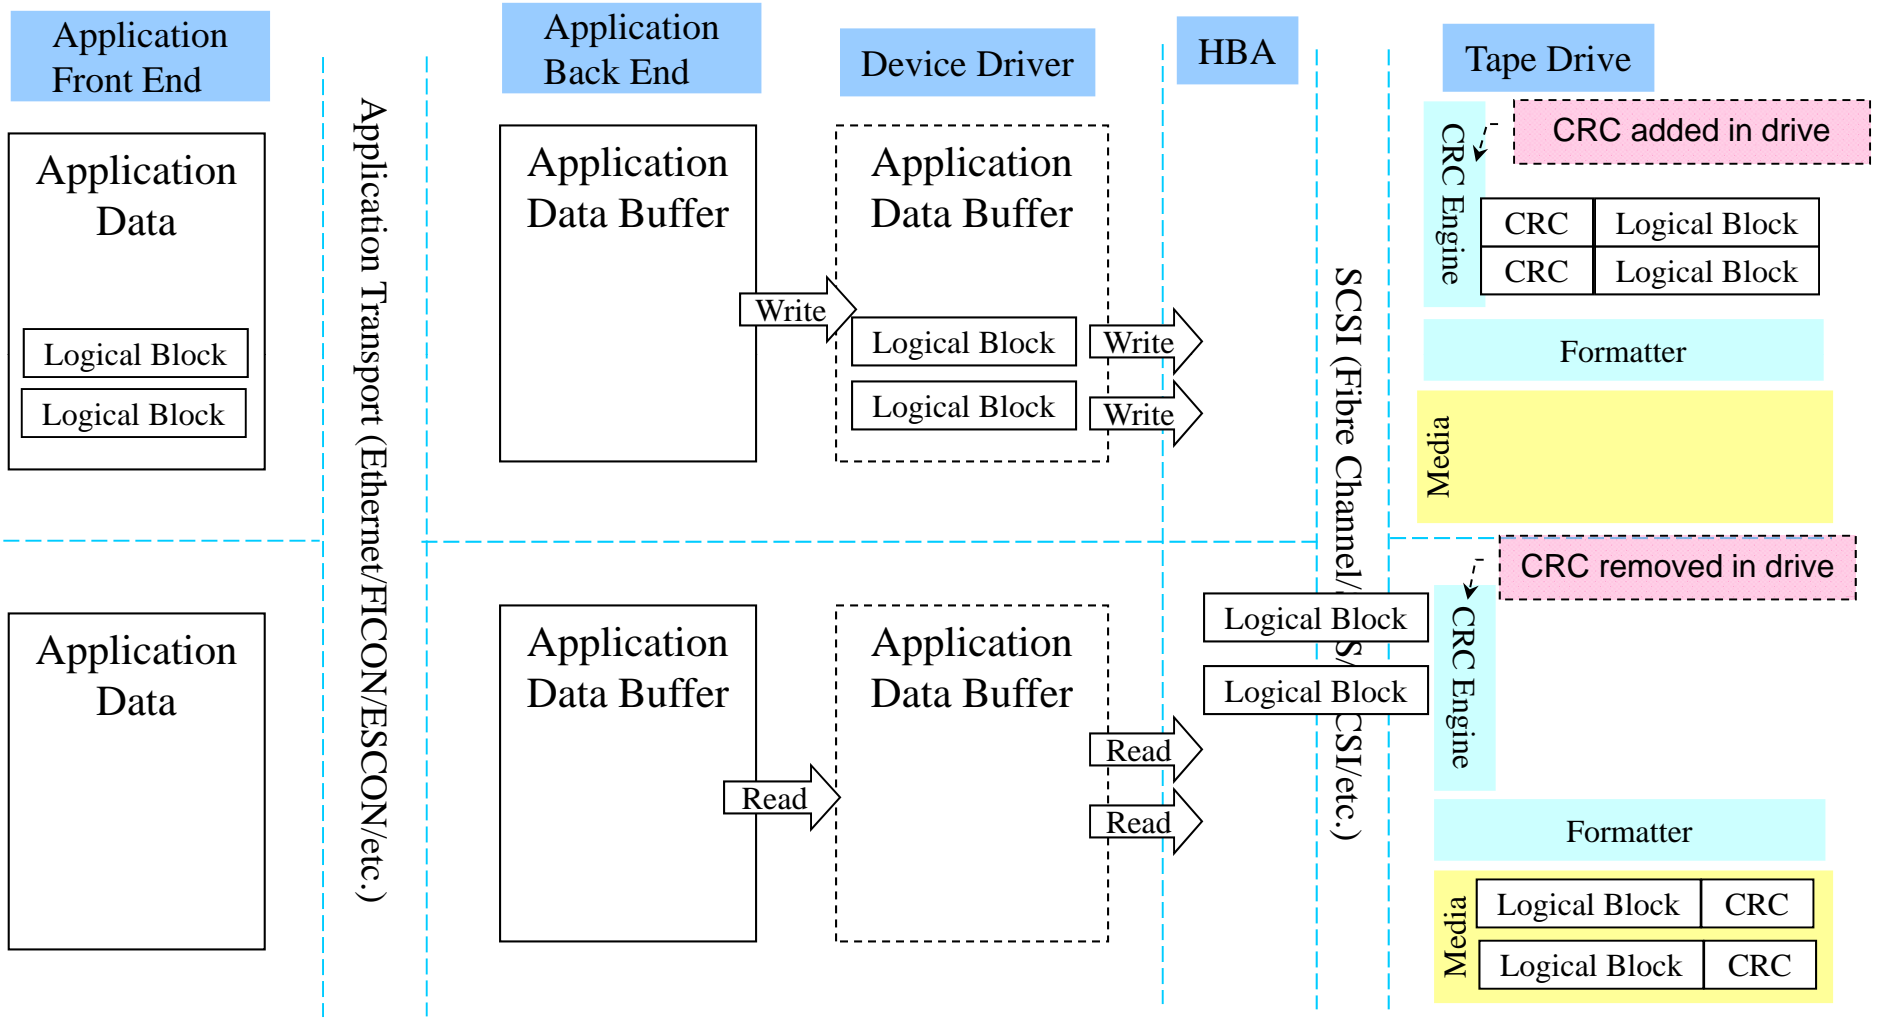 Application
Front End
Application
Back End
Device Driver
HBA
Tape Drive
Application
Data
Logical Block
Logical Block
Application Transport (Ethernet/FICON/ESCON/etc.)
Application
Data Buffer
Write
Application
Data Buffer
Logical Block
Logical Block
Write
Write
SCSI (Fibre Channel/
S/
CSI/etc.)
CRC Engine
CRC added in drive
CRC
Logical Block
CRC
Logical Block
Formatter
Media
Application
Data
Application
Data Buffer
Read
Application
Data Buffer
Read
Read
Logical Block
Logical Block
CRC Engine
CRC removed in drive
Formatter
Media
Logical Block
CRC
Logical Block
CRC